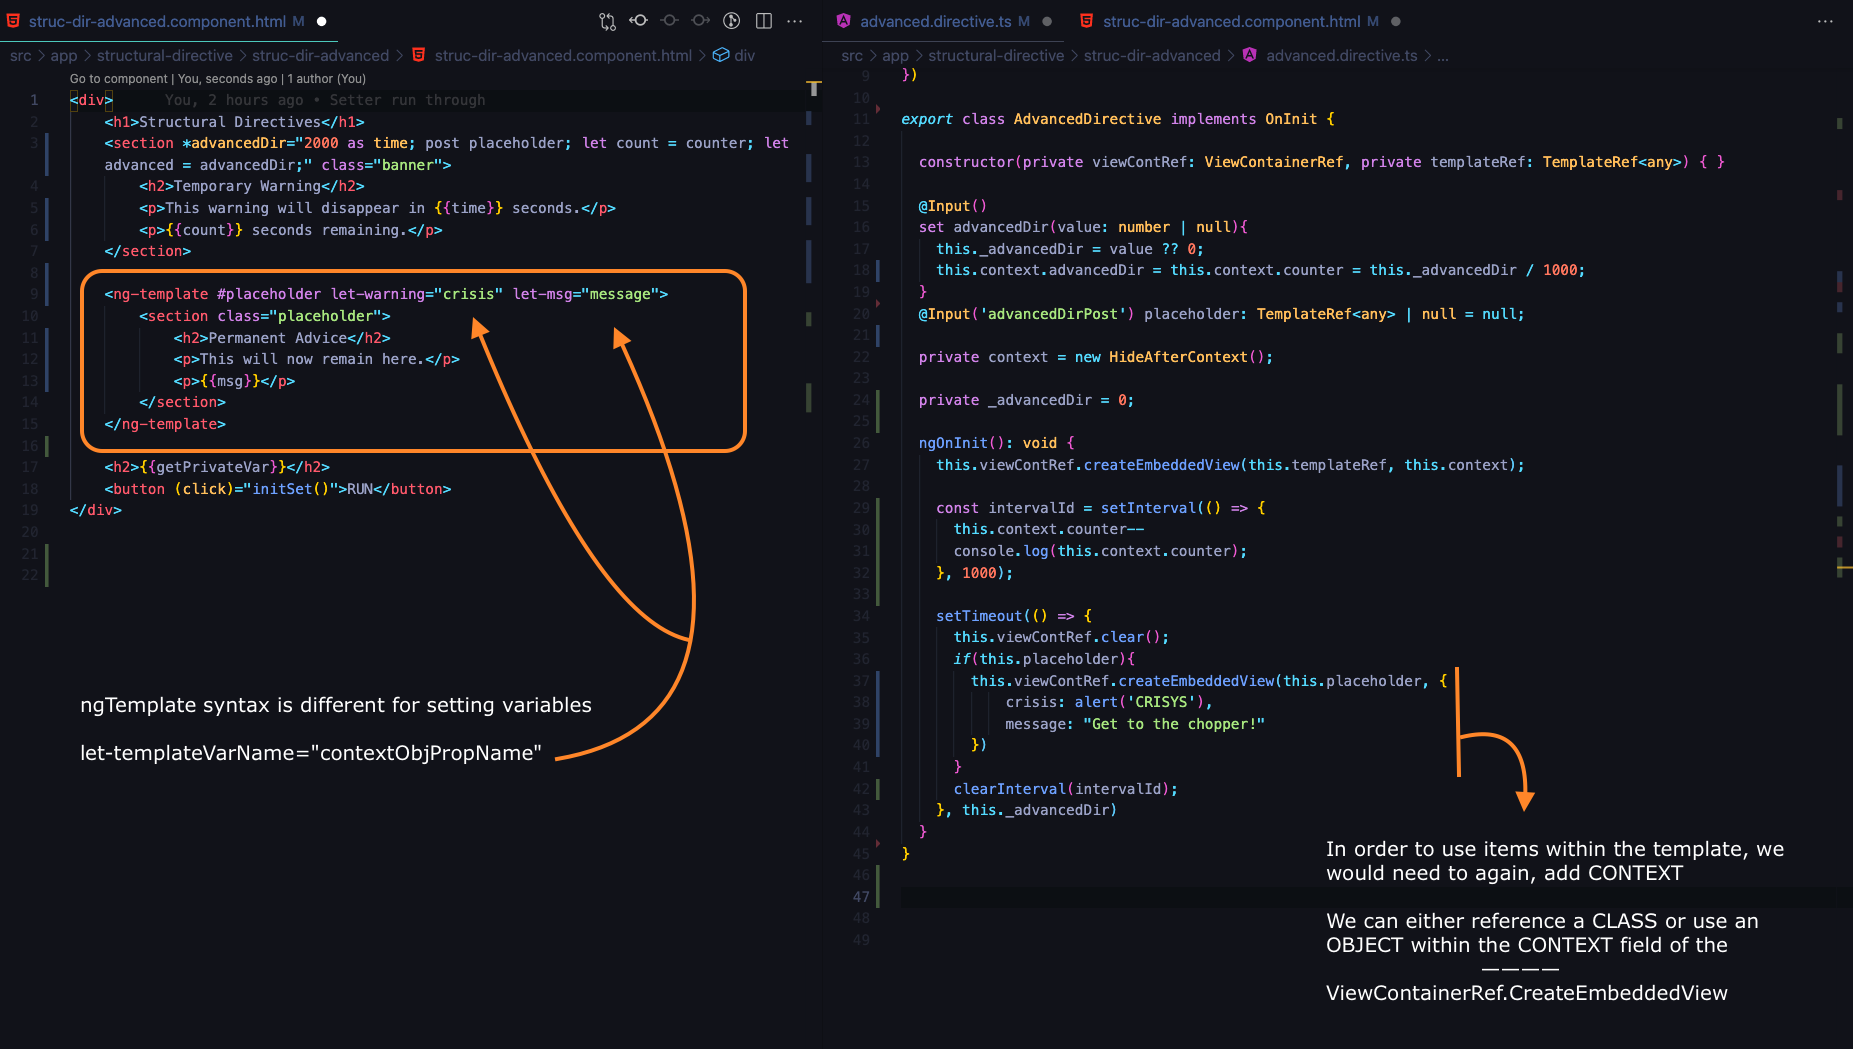 struc-dir-advanced.component.html M
src > app > structural-directive > struc-dir-advanced > struc-dir-advanced.component.html > div
Go to component | You, seconds ago | 1 author (You)
1 <div> You, 2 hours ago • Setter run through
2 <h1>Structural Directives</h1>
3 <section *advancedDir="2000 as time; post placeholder; let count = counter; let
advanced = advancedDir;" class="banner">
4 <h2>Temporary Warning</h2>
5 <p>This warning will disappear in {{time}} seconds.</p>
6 <p>{{count}} seconds remaining.</p>
7 </section>
8
9 <ng-template #placeholder let-warning="crisis" let-msg="message">
10 <section class="placeholder">
11 <h2>Permanent Advice</h2>
12 <p>This will now remain here.</p>
13 <p>{{msg}}</p>
14 </section>
15 </ng-template>
16
17 <h2>{{getPrivateVar}}</h2>
18 <button (click)="initSet()">RUN</button>
19 </div>
20
21
22
ngTemplate syntax is different for setting variables
let-templateVarName="contextObjPropName"
advanced.directive.ts M
struc-dir-advanced.component.html M
src > app > structural-directive > struc-dir-advanced > advanced.directive.ts > ...
9 })
10
11 export class AdvancedDirective implements OnInit {
12
13 constructor(private viewContRef: ViewContainerRef, private templateRef: TemplateRef<any>) { }
14
15 @Input()
16 set advancedDir(value: number | null){
17 this._advancedDir = value ?? 0;
18 this.context.advancedDir = this.context.counter = this._advancedDir / 1000;
19 }
20 @Input('advancedDirPost') placeholder: TemplateRef<any> | null = null;
21
22 private context = new HideAfterContext();
23
24 private _advancedDir = 0;
25
26 ngOnInit(): void {
27 this.viewContRef.createEmbeddedView(this.templateRef, this.context);
28
29 const intervalId = setInterval(() => {
30 this.context.counter--
31 console.log(this.context.counter);
32 }, 1000);
33
34 setTimeout(() => {
35 this.viewContRef.clear();
36 if(this.placeholder){
37 this.viewContRef.createEmbeddedView(this.placeholder, {
38 crisis: alert('CRISYS'),
39 message: "Get to the chopper!"
40 })
41 }
42 clearInterval(intervalId);
43 }, this._advancedDir)
44 }
45 }
46
47
48
49
In order to use items within the template, we
would need to again, add CONTEXT
We can either reference a CLASS or use an
OBJECT within the CONTEXT field of the
————
ViewContainerRef.CreateEmbeddedView